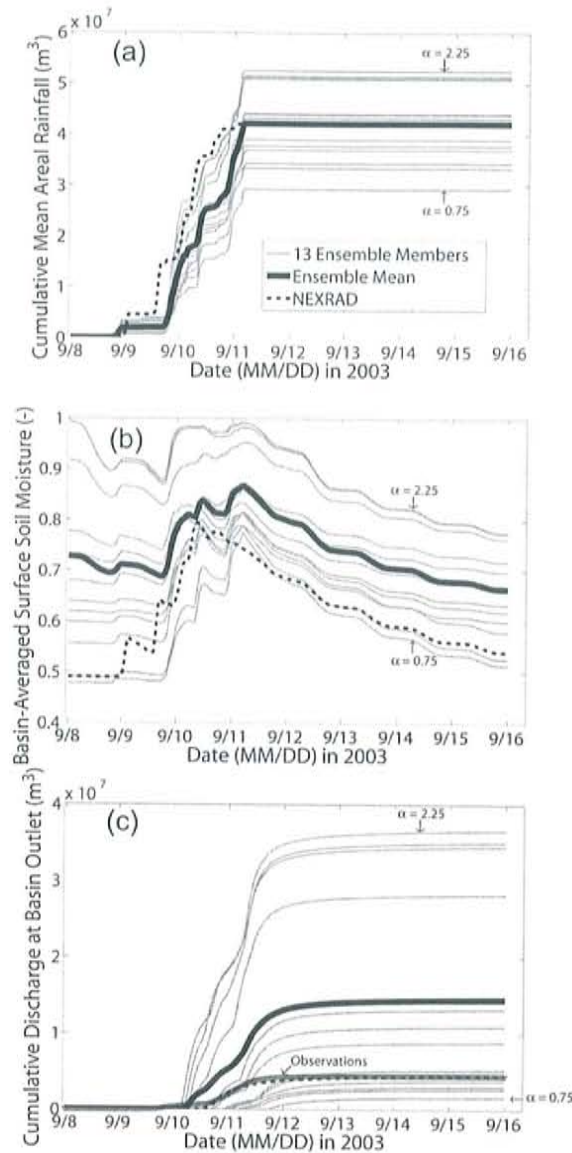 × 10⁷
(a)
Cumulative Mean Areal Rainfall (m³)
6
5
4
3
2
1
0
α = 2.25
α = 0.75
13 Ensemble Members
Ensemble Mean
NEXRAD
9/8 9/9 9/10 9/11 9/12 9/13 9/14 9/15 9/16
Date (MM/DD) in 2003
(b)
Basin-Averaged Surface Soil Moisture (-)
1
0.9
0.8
0.7
0.6
0.5
0.4
α = 2.25
α = 0.75
9/8 9/9 9/10 9/11 9/12 9/13 9/14 9/15 9/16
Date (MM/DD) in 2003
× 10⁷
(c)
Cumulative Discharge at Basin Outlet (m³)
4
3
2
1
0
α = 2.25
Observations
α = 0.75
9/8 9/9 9/10 9/11 9/12 9/13 9/14 9/15 9/16
Date (MM/DD) in 2003